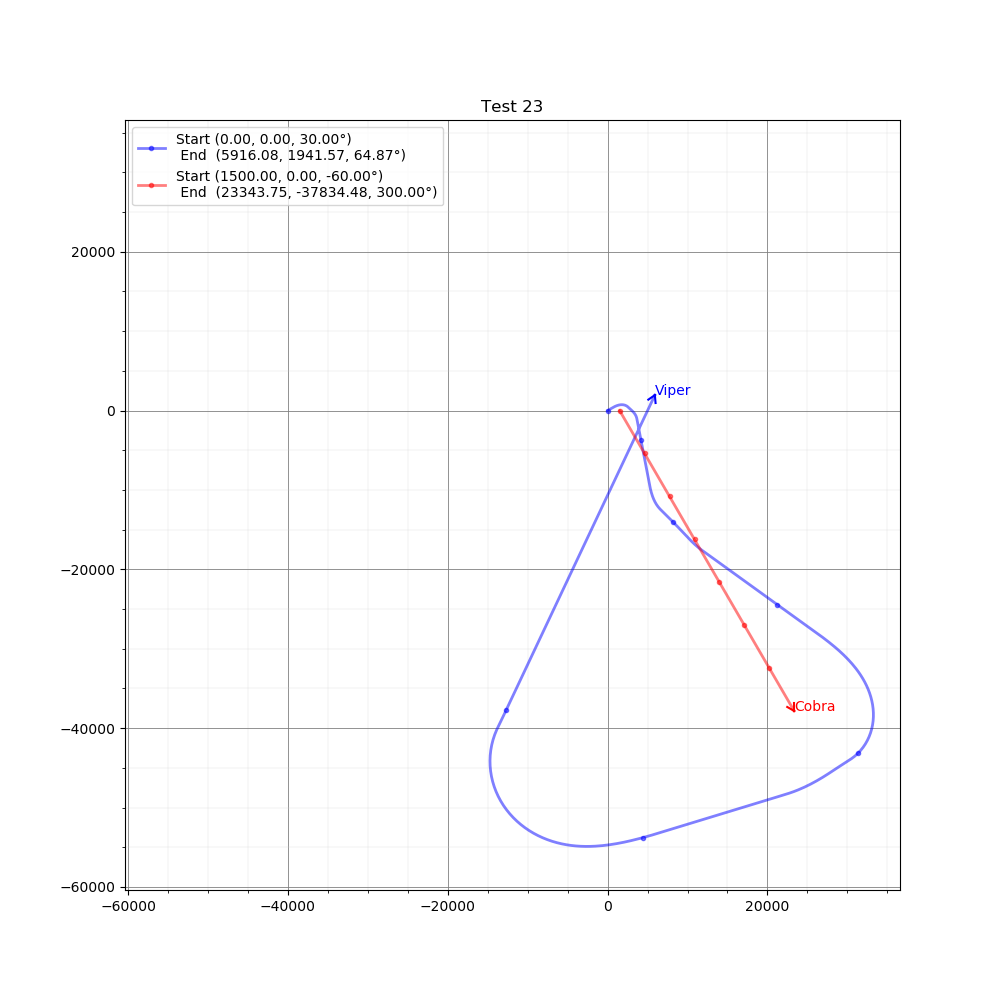 Test 23
Start (0.00, 0.00, 30.00°)
End (5916.08, 1941.57, 64.87°)
Start (1500.00, 0.00, -60.00°)
End (23343.75, -37834.48, 300.00°)
20000
0
−20000
−40000
−60000
Viper
Cobra
−60000 −40000 −20000 0 20000